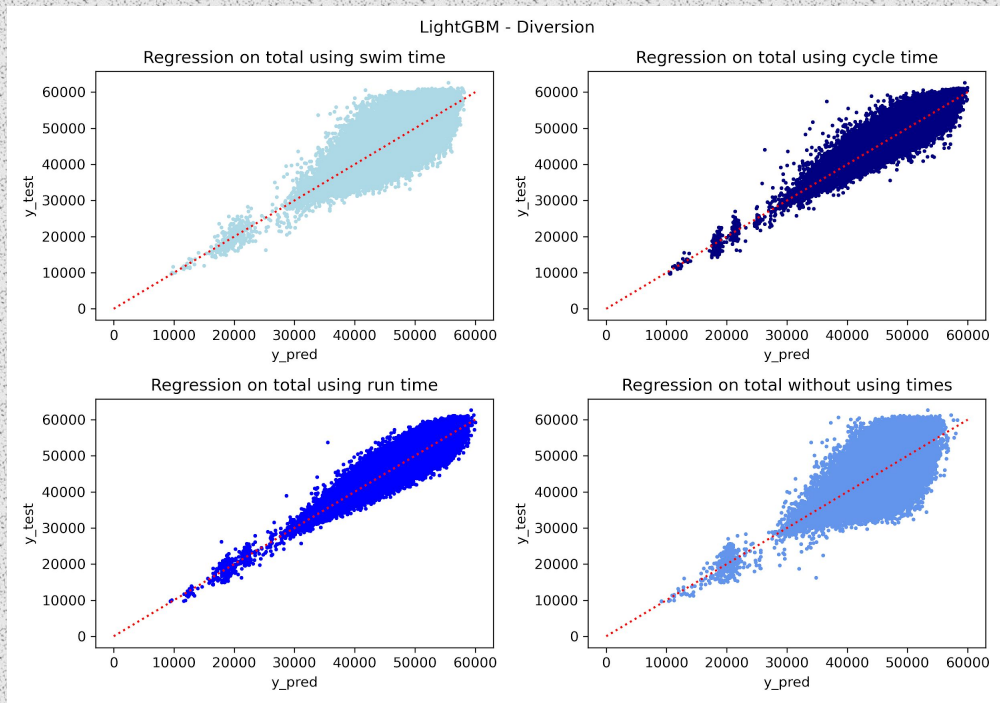 LightGBM - Diversion
Regression on total using swim time
60000
50000
40000
30000
20000
10000
0
y_test
0 10000 20000 30000 40000 50000 60000
y_pred
Regression on total using cycle time
60000
50000
40000
30000
20000
10000
0
y_test
0 10000 20000 30000 40000 50000 60000
y_pred
Regression on total using run time
60000
50000
40000
30000
20000
10000
0
y_test
0 10000 20000 30000 40000 50000 60000
y_pred
Regression on total without using times
60000
50000
40000
30000
20000
10000
0
y_test
0 10000 20000 30000 40000 50000 60000
y_pred